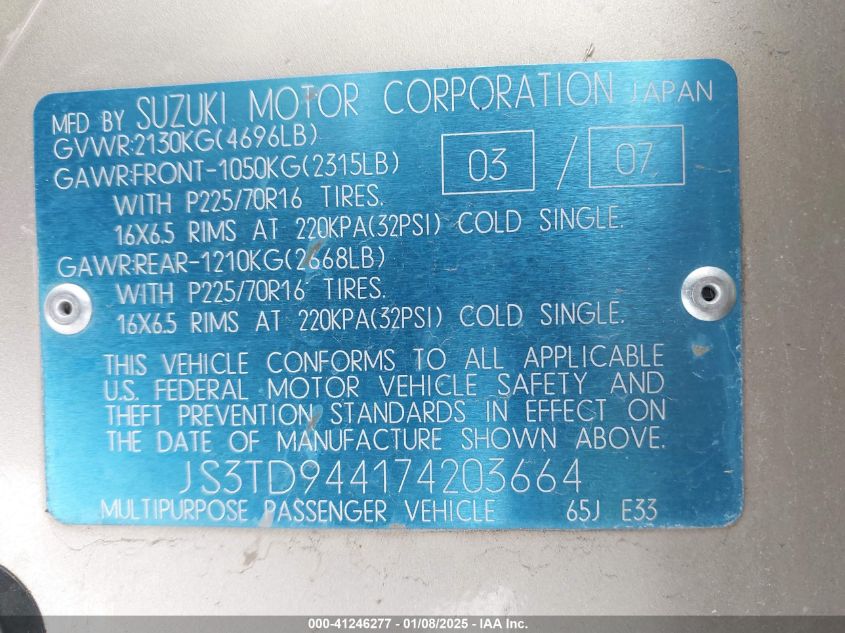 MFD BY SUZUKI MOTOR CORPORATION JAPAN
GVWR:2130KG(4696LB)
GAWR:FRONT-1050KG(2315LB) 03 / 07
WITH P225/70R16 TIRES.
16X6.5 RIMS AT 220KPA(32PSI) COLD SINGLE.
GAWR:REAR-1210KG(2668LB)
WITH P225/70R16 TIRES.
16X6.5 RIMS AT 220KPA(32PSI) COLD SINGLE.
THIS VEHICLE CONFORMS TO ALL APPLICABLE
U.S. FEDERAL MOTOR VEHICLE SAFETY AND
THEFT PREVENTION STANDARDS IN EFFECT ON
THE DATE OF MANUFACTURE SHOWN ABOVE.
JS3TD944174203664
MULTIPURPOSE PASSENGER VEHICLE 65J E33
000-41246277 - 01/08/2025 - IAA Inc.